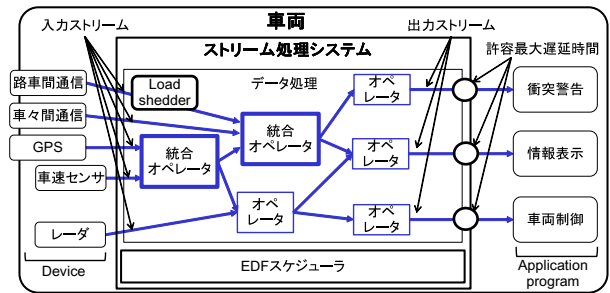 車両
入力ストリーム
出力ストリーム
ストリーム処理システム
許容最大遅延時間
路車間通信
Load
shedder
データ処理
オペ
レータ
衝突警告
車々間通信
統合
オペレータ
GPS
統合
オペレータ
オペ
レータ
情報表示
車速センサ
オペ
レータ
オペ
レータ
車両制御
レーダ
EDFスケジューラ
Device
Application
program